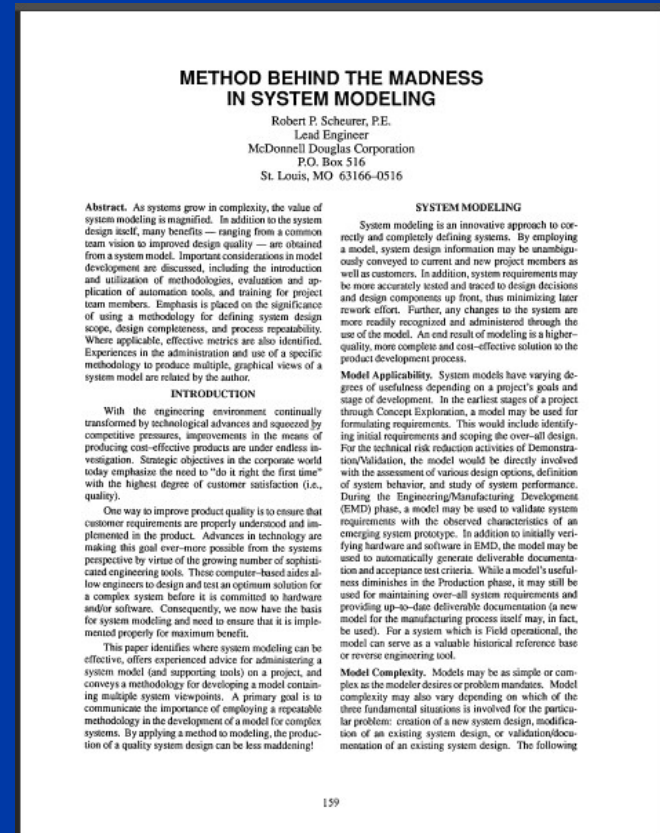 METHOD BEHIND THE MADNESS
IN SYSTEM MODELING
Robert P. Scheurer, P.E.
Lead Engineer
McDonnell Douglas Corporation
P.O. Box 516
St. Louis, MO 63166–0516
Abstract. As systems grow in complexity, the value of
system modeling is magnified. In addition to the system
design itself, many benefits — ranging from a common
team vision to improved design quality — are obtained
from a system model. Important considerations in model
development are discussed, including the introduction
and utilization of methodologies, evaluation and ap-
plication of automation tools, and training for project
team members. Emphasis is placed on the significance
of using a methodology for defining system design
scope, design completeness, and process repeatability.
Where applicable, effective metrics are also identified.
Experiences in the administration and use of a specific
methodology to produce multiple, graphical views of a
system model are related by the author.
INTRODUCTION
With the engineering environment continually
transformed by technological advances and squeezed by
competitive pressures, improvements in the means of
producing cost–effective products are under endless in-
vestigation. Strategic objectives in the corporate world
today emphasize the need to "do it right the first time"
with the highest degree of customer satisfaction (i.e.,
quality).
One way to improve product quality is to ensure that
customer requirements are properly understood and im-
plemented in the product. Advances in technology are
making this goal ever–more possible from the systems
perspective by virtue of the growing number of sophisti-
cated engineering tools. These computer–based aides al-
low engineers to design and test an optimum solution for
a complex system before it is committed to hardware
and/or software. Consequently, we now have the basis
for system modeling and need to ensure that it is imple-
mented properly for maximum benefit.
This paper identifies where system modeling can be
effective, offers experienced advice for administering a
system model (and supporting tools) on a project, and
conveys a methodology for developing a model contain-
ing multiple system viewpoints. A primary goal is to
communicate the importance of employing a repeatable
methodology in the development of a model for complex
systems. By applying a method to modeling, the produc-
tion of a quality system design can be less maddening!
SYSTEM MODELING
System modeling is an innovative approach to cor-
rectly and completely defining systems. By employing
a model, system design information may be unambigu-
ously conveyed to current and new project members as
well as customers. In addition, system requirements may
be more accurately tested and traced to design decisions
and design components up front, thus minimizing later
rework effort. Further, any changes to the system are
more readily recognized and administered through the
use of the model. An end result of modeling is a higher–
quality, more complete and cost–effective solution to the
product development process.
Model Applicability. System models have varying de-
grees of usefulness depending on a project's goals and
stage of development. In the earliest stages of a project
through Concept Exploration, a model may be used for
formulating requirements. This would include identify-
ing initial requirements and scoping the over–all design.
For the technical risk reduction activities of Demonstra-
tion/Validation, the model would be directly involved
with the assessment of various design options, definition
of system behavior, and study of system performance.
During the Engineering/Manufacturing Development
(EMD) phase, a model may be used to validate system
requirements with the observed characteristics of an
emerging system prototype. In addition to initially veri-
fying hardware and software in EMD, the model may be
used to automatically generate deliverable documenta-
tion and acceptance test criteria. While a model's useful-
ness diminishes in the Production phase, it may still be
used for maintaining over–all system requirements and
providing up–to–date deliverable documentation (a new
model for the manufacturing process itself may, in fact,
be used). For a system which is Field operational, the
model can serve as a valuable historical reference base
or reverse engineering tool.
Model Complexity. Models may be as simple or com-
plex as the modeler desires or problem mandates. Model
complexity may also vary depending on which of the
three fundamental situations is involved for the particu-
lar problem: creation of a new system design, modifica-
tion of an existing system design, or validation/docu-
mentation of an existing system design. The following
159